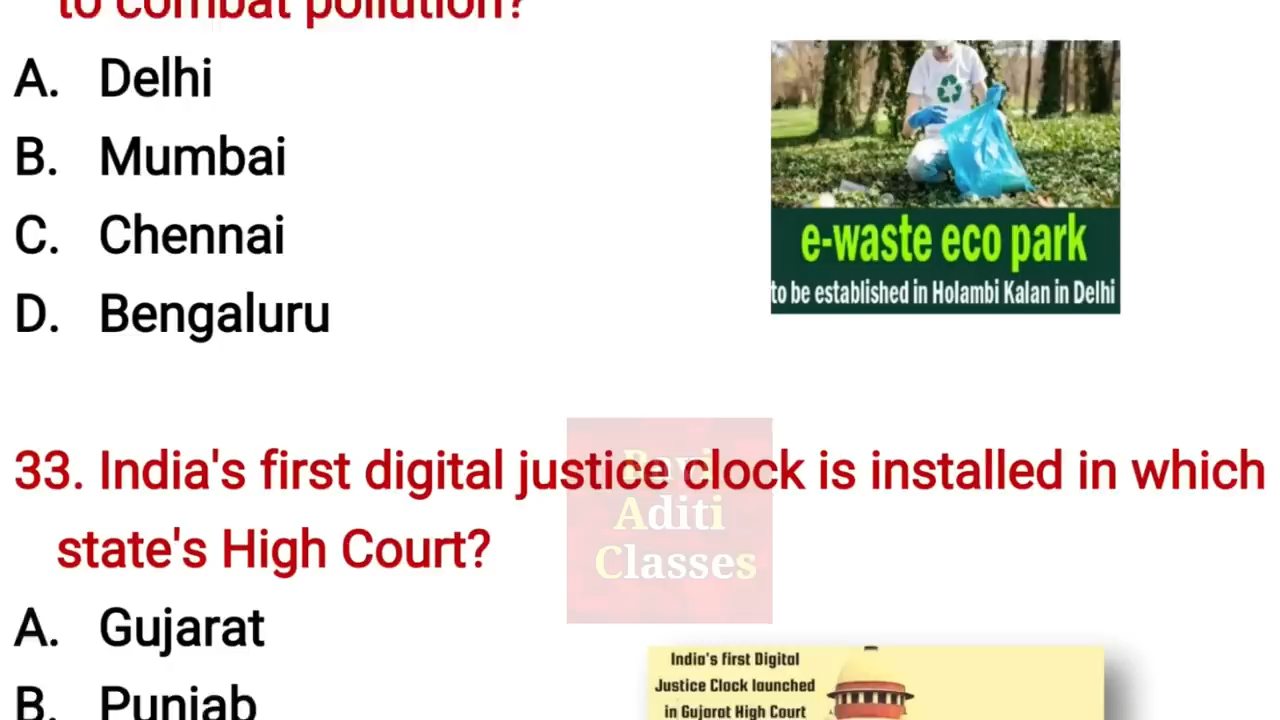 to combat pollution?
A. Delhi
B. Mumbai
C. Chennai
D. Bengaluru
e-waste eco park
to be established in Holambi Kalan in Delhi
33. India's first digital justice clock is installed in which
state's High Court?
Aditi
Classes
A. Gujarat
B. Punjab
India's first Digital
Justice Clock launched
in Gujarat High Court